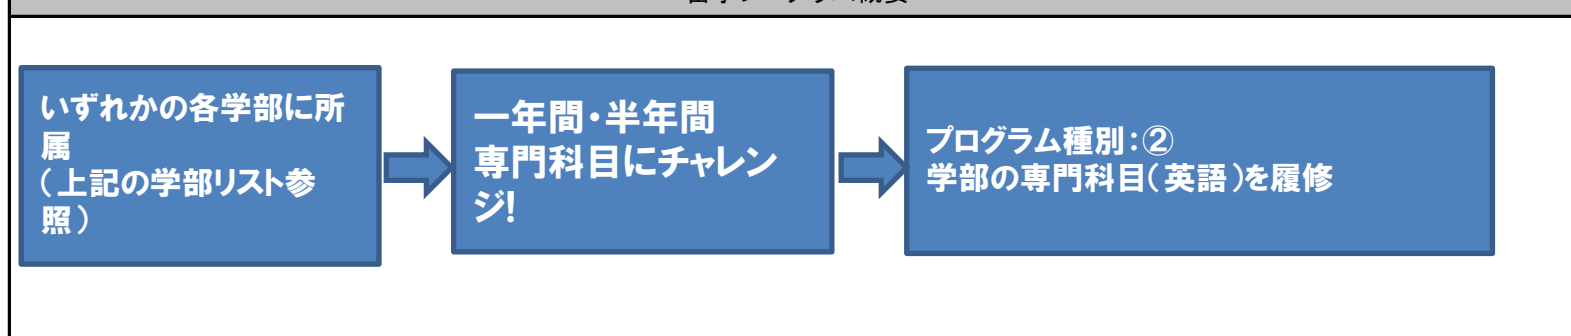 いずれかの各学部に所
属
（上記の学部リスト参
照）
一年間・半年間
専門科目にチャレン
ジ!
プログラム種別：②
学部の専門科目（英語）を履修